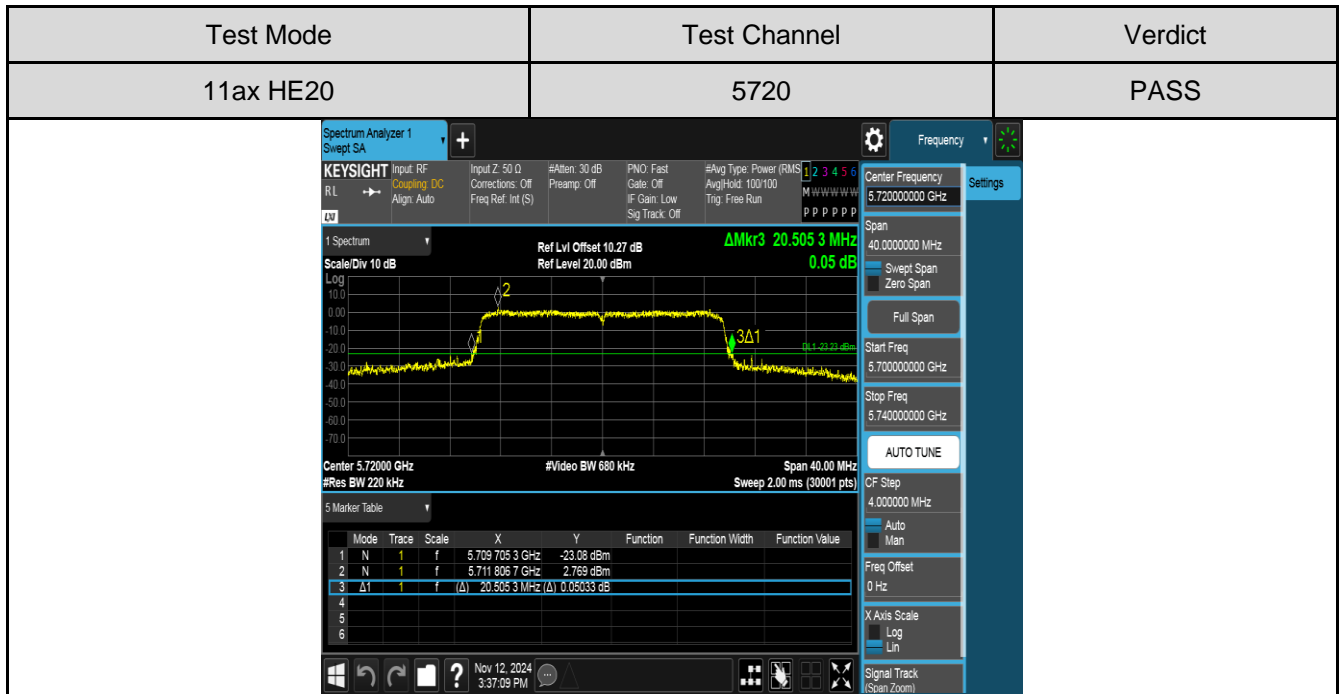 Test Mode Test Channel Verdict
11ax HE20 5720 PASS
Spectrum Analyzer 1
Swept SA
+
Frequency
KEYSIGHT Input: RF Input Z: 50 Ω #Atten: 30 dB PNO: Fast #Avg Type: Power (RMS 1 2 3 4 5 6
RL Coupling: DC Corrections: Off Preamp: Off Gate: Off Avg|Hold: 100/100 M W W W W W
Align: Auto Freq Ref: Int (S) IF Gain: Low Trig: Free Run
LXI Sig Track: Off P P P P P P
1 Spectrum Ref Lvl Offset 10.27 dB ΔMkr3 20.505 3 MHz
Scale/Div 10 dB Ref Level 20.00 dBm 0.05 dB
Log
10.0
0.00
-10.0
-20.0
-30.0
-40.0
-50.0
-60.0
-70.0
2
3Δ1
DL1 -23.23 dBm
Center 5.72000 GHz #Video BW 680 kHz Span 40.00 MHz
#Res BW 220 kHz Sweep 2.00 ms (30001 pts)
5 Marker Table
Mode Trace Scale X Y Function Function Width Function Value
1 N 1 f 5.709 705 3 GHz -23.08 dBm
2 N 1 f 5.711 806 7 GHz 2.769 dBm
3 Δ1 1 f (Δ) 20.505 3 MHz (Δ) 0.05033 dB
4
5
6
? Nov 12, 2024
3:37:09 PM
Center Frequency
5.720000000 GHz
Settings
Span
40.0000000 MHz
Swept Span
Zero Span
Full Span
Start Freq
5.700000000 GHz
Stop Freq
5.740000000 GHz
AUTO TUNE
CF Step
4.000000 MHz
Auto
Man
Freq Offset
0 Hz
X Axis Scale
Log
Lin
Signal Track
(Span Zoom)